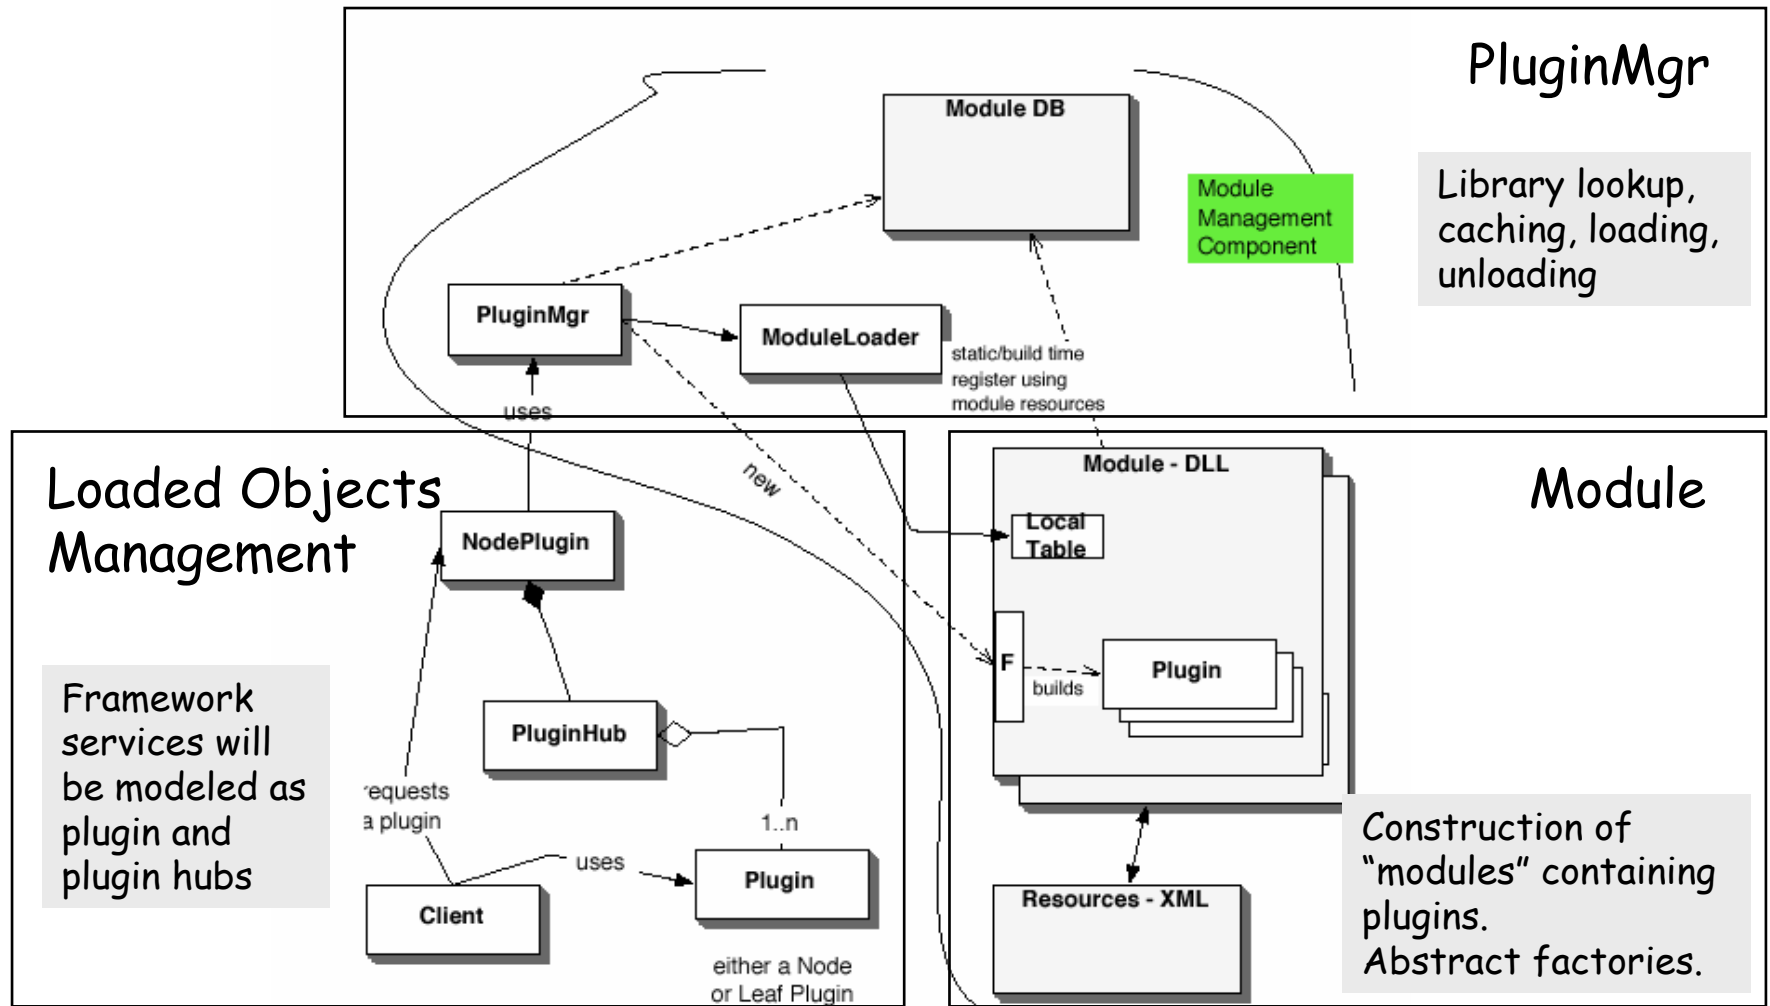 PluginMgr
Module DB
Module
Management
Component
Library lookup,
caching, loading,
unloading
PluginMgr
ModuleLoader
static/build time
register using
module resources
uses
new
Loaded Objects
Management
NodePlugin
Framework
services will
be modeled as
plugin and
plugin hubs
PluginHub
requests
a plugin
1..n
uses
Plugin
Client
either a Node
or Leaf Plugin
Module
Module - DLL
Local
Table
F
builds
Plugin
Construction of
“modules” containing
plugins.
Abstract factories.
Resources - XML